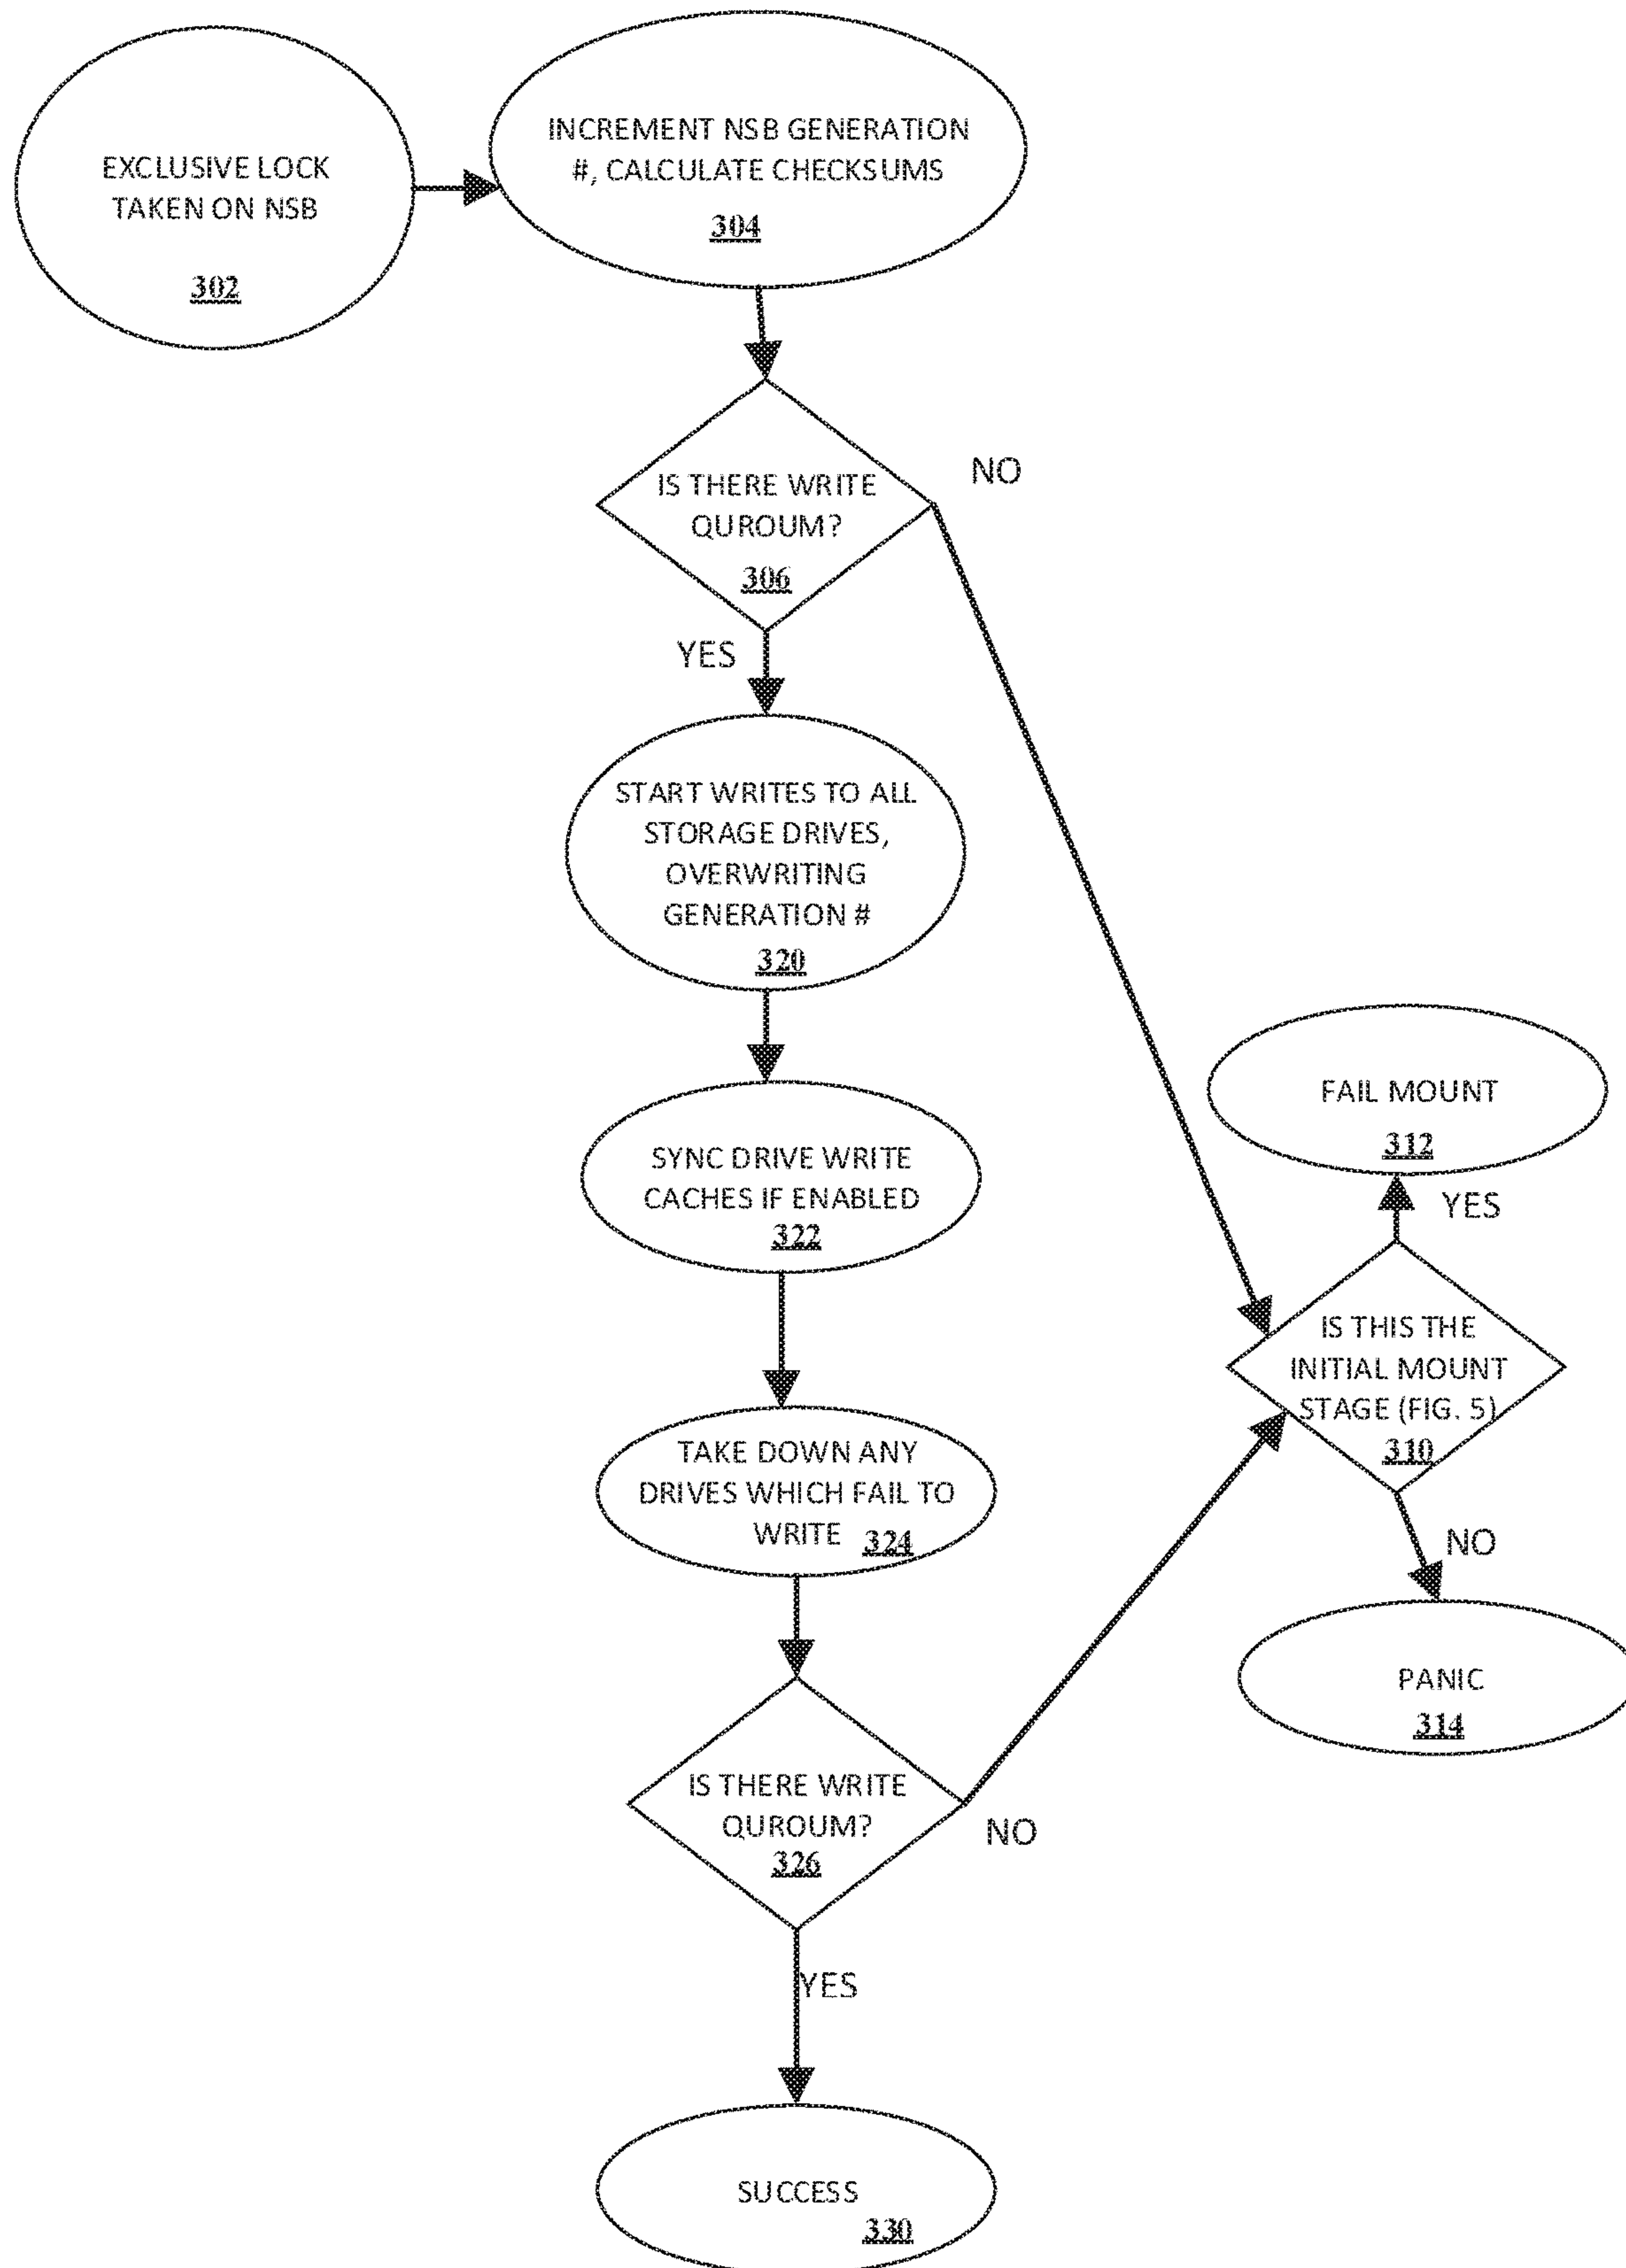 EXCLUSIVE LOCK
TAKEN ON NSB
302
INCREMENT NSB GENERATION
#, CALCULATE CHECKSUMS
304
IS THERE WRITE
QUROUM?
306
NO
YES
START WRITES TO ALL
STORAGE DRIVES,
OVERWRITING
GENERATION #
320
SYNC DRIVE WRITE
CACHES IF ENABLED
322
TAKE DOWN ANY
DRIVES WHICH FAIL TO
WRITE 324
IS THERE WRITE
QUROUM?
326
NO
YES
SUCCESS
330
FAIL MOUNT
312
YES
IS THIS THE
INITIAL MOUNT
STAGE (FIG. 5)
310
NO
PANIC
314